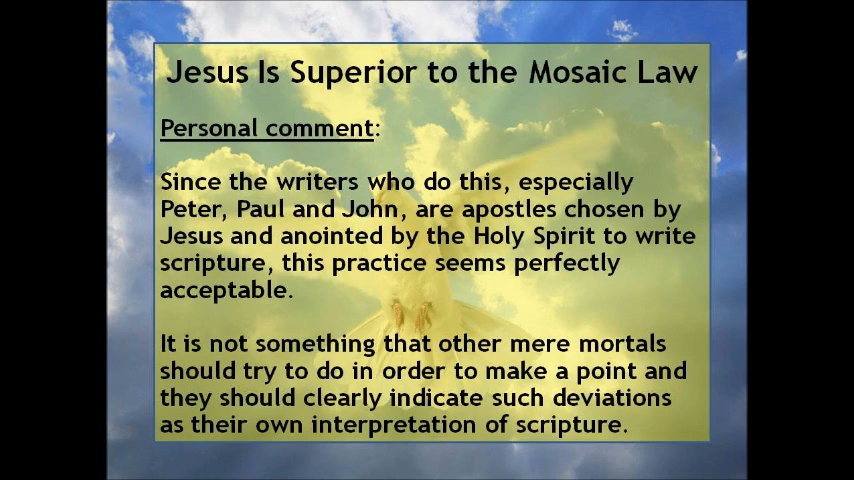 Jesus Is Superior to the Mosaic Law
Personal comment:
Since the writers who do this, especially
Peter, Paul and John, are apostles chosen by
Jesus and anointed by the Holy Spirit to write
scripture, this practice seems perfectly
acceptable.
It is not something that other mere mortals
should try to do in order to make a point and
they should clearly indicate such deviations
as their own interpretation of scripture.